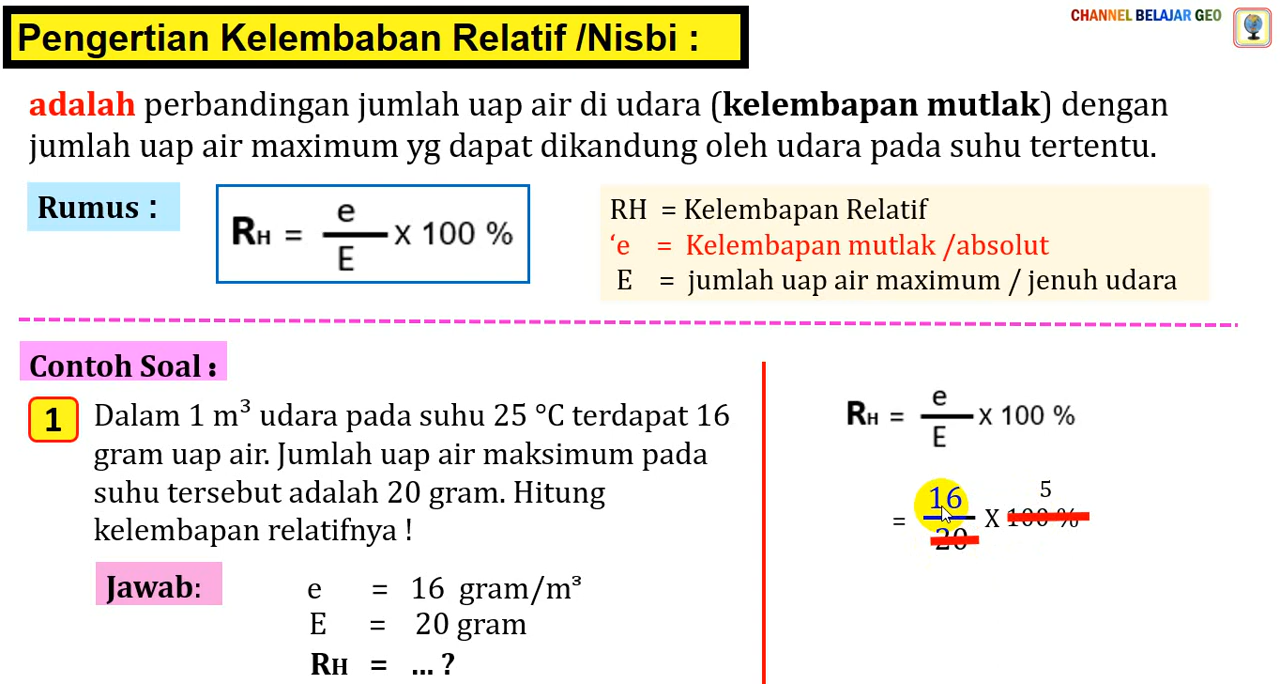 CHANNEL BELAJAR GEO
Pengertian Kelembaban Relatif /Nisbi :
adalah perbandingan jumlah uap air di udara (kelembapan mutlak) dengan
jumlah uap air maximum yg dapat dikandung oleh udara pada suhu tertentu.
Rumus :
RH = e/E X 100 %
RH = Kelembapan Relatif
‘e = Kelembapan mutlak /absolut
E = jumlah uap air maximum / jenuh udara
Contoh Soal :
1 Dalam 1 m³ udara pada suhu 25 °C terdapat 16
gram uap air. Jumlah uap air maksimum pada
suhu tersebut adalah 20 gram. Hitung
kelembapan relatifnya !
Jawab:
e = 16 gram/m³
E = 20 gram
RH = ... ?
RH = e/E X 100 %
5
= 16/20 X 100 %